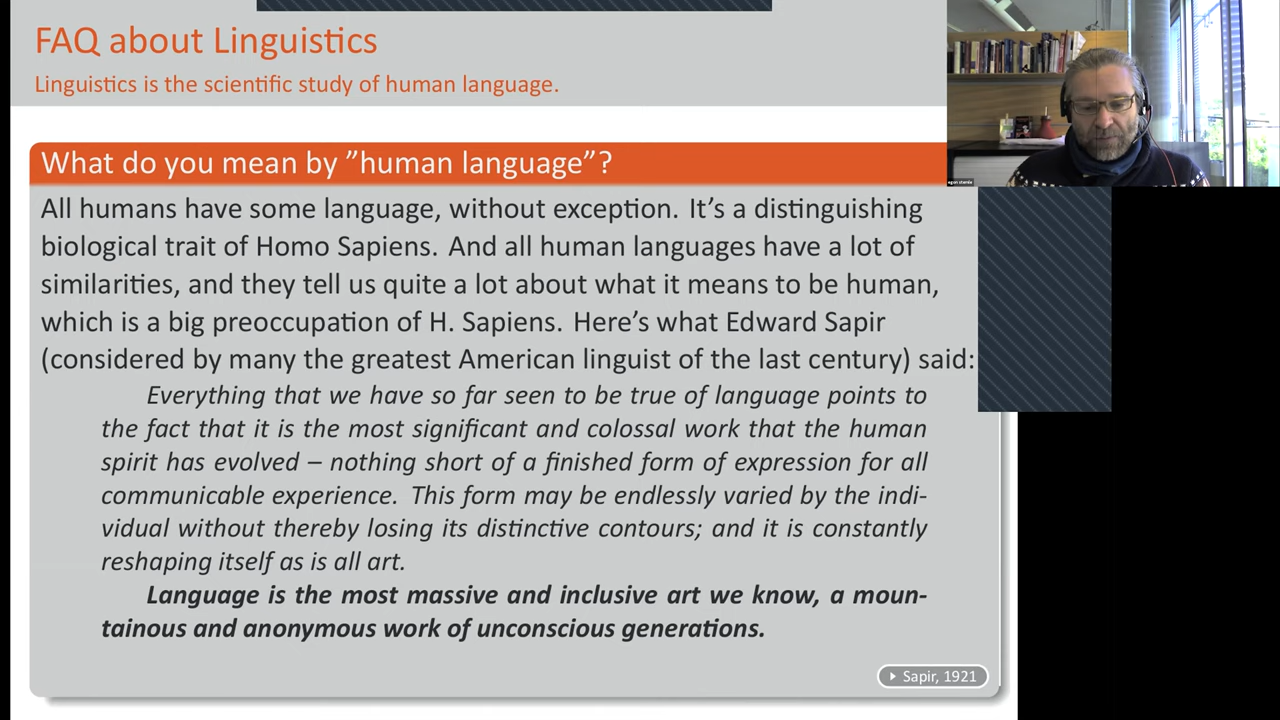 FAQ about Linguistics
Linguistics is the scientific study of human language.
What do you mean by ”human language”?
All humans have some language, without exception. It’s a distinguishing
biological trait of Homo Sapiens. And all human languages have a lot of
similarities, and they tell us quite a lot about what it means to be human,
which is a big preoccupation of H. Sapiens. Here’s what Edward Sapir
(considered by many the greatest American linguist of the last century) said:
Everything that we have so far seen to be true of language points to
the fact that it is the most significant and colossal work that the human
spirit has evolved – nothing short of a finished form of expression for all
communicable experience. This form may be endlessly varied by the indi-
vidual without thereby losing its distinctive contours; and it is constantly
reshaping itself as is all art.
Language is the most massive and inclusive art we know, a moun-
tainous and anonymous work of unconscious generations.
Sapir, 1921